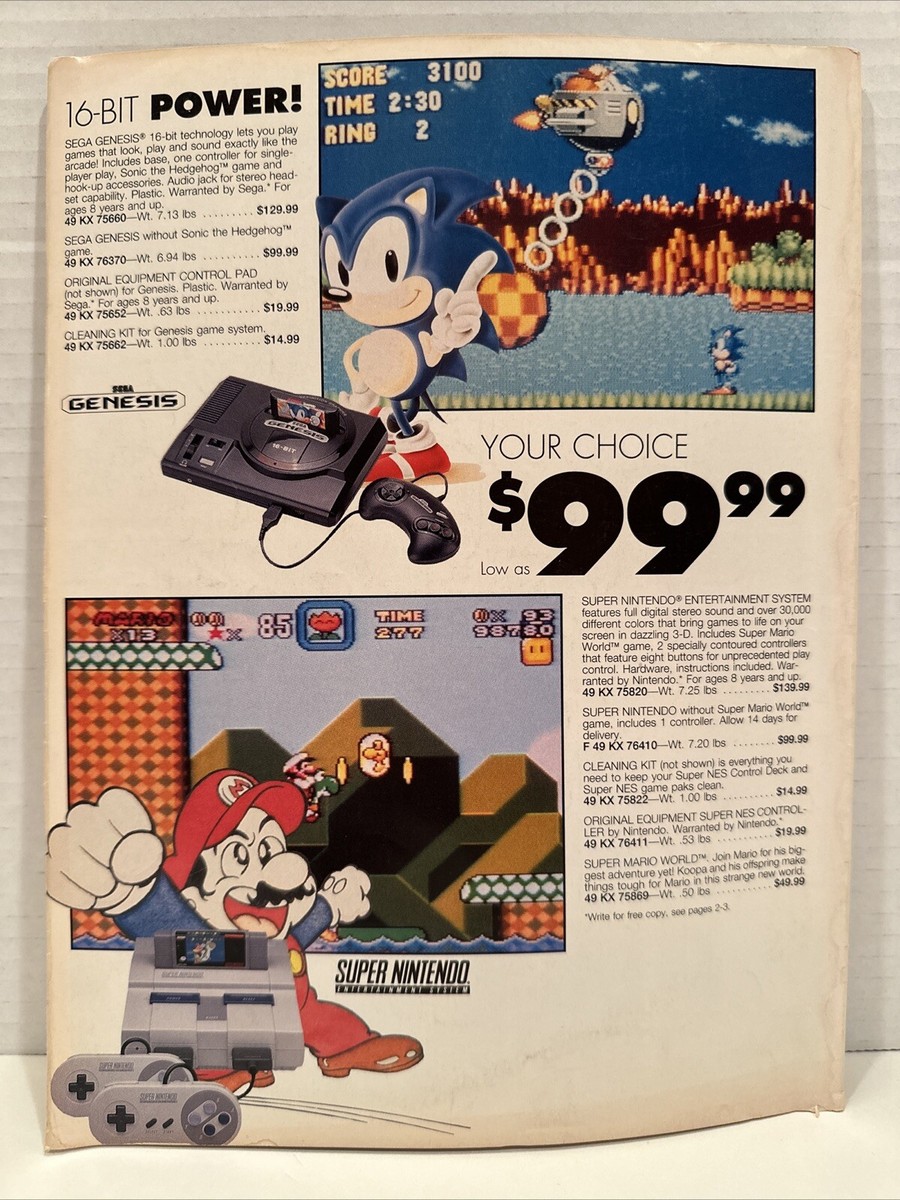 16-BIT POWER!
SEGA GENESIS® 16-bit technology lets you play
games that look, play and sound exactly like the
arcade! Includes base, one controller for single-
player play, Sonic the Hedgehog™ game and
hook-up accessories. Audio jack for stereo head-
set capability. Plastic. Warranted by Sega.* For
ages 8 years and up.
49 KX 75660—Wt. 7.13 lbs ......... $129.99
SEGA GENESIS without Sonic the Hedgehog™
game.
49 KX 76370—Wt. 6.94 lbs .......... $99.99
ORIGINAL EQUIPMENT CONTROL PAD
(not shown) for Genesis. Plastic. Warranted by
Sega.* For ages 8 years and up.
49 KX 75652—Wt. .63 lbs ........... $19.99
CLEANING KIT for Genesis game system.
49 KX 75662—Wt. 1.00 lbs .......... $14.99
SCORE 3100
TIME 2:30
RING 2
SEGA
GENESIS
GENESIS
16-BIT
YOUR CHOICE
Low as $99.99
MARIO
X13
★X 85
TIME
277
X 93
98780
SUPER NINTENDO® ENTERTAINMENT SYSTEM
features full digital stereo sound and over 30,000
different colors that bring games to life on your
screen in dazzling 3-D. Includes Super Mario
World™ game, 2 specially contoured controllers
that feature eight buttons for unprecedented play
control. Hardware, instructions included. War-
ranted by Nintendo.* For ages 8 years and up.
49 KX 75820—Wt. 7.25 lbs ........ $139.99
SUPER NINTENDO without Super Mario World™
game, includes 1 controller. Allow 14 days for
delivery.
F 49 KX 76410—Wt. 7.20 lbs ....... $99.99
CLEANING KIT (not shown) is everything you
need to keep your Super NES Control Deck and
Super NES game paks clean.
49 KX 75822—Wt. 1.00 lbs .......... $14.99
ORIGINAL EQUIPMENT SUPER NES CONTROL-
LER by Nintendo. Warranted by Nintendo.*
49 KX 76411—Wt. .53 lbs ........... $19.99
SUPER MARIO WORLD™. Join Mario for his big-
gest adventure yet! Koopa and his offspring make
things tough for Mario in this strange new world.
49 KX 75869—Wt. .50 lbs ........... $49.99
*Write for free copy, see pages 2-3.
M
SUPER NINTENDO
ENTERTAINMENT SYSTEM
SUPER NINTENDO
SUPER NINTENDO